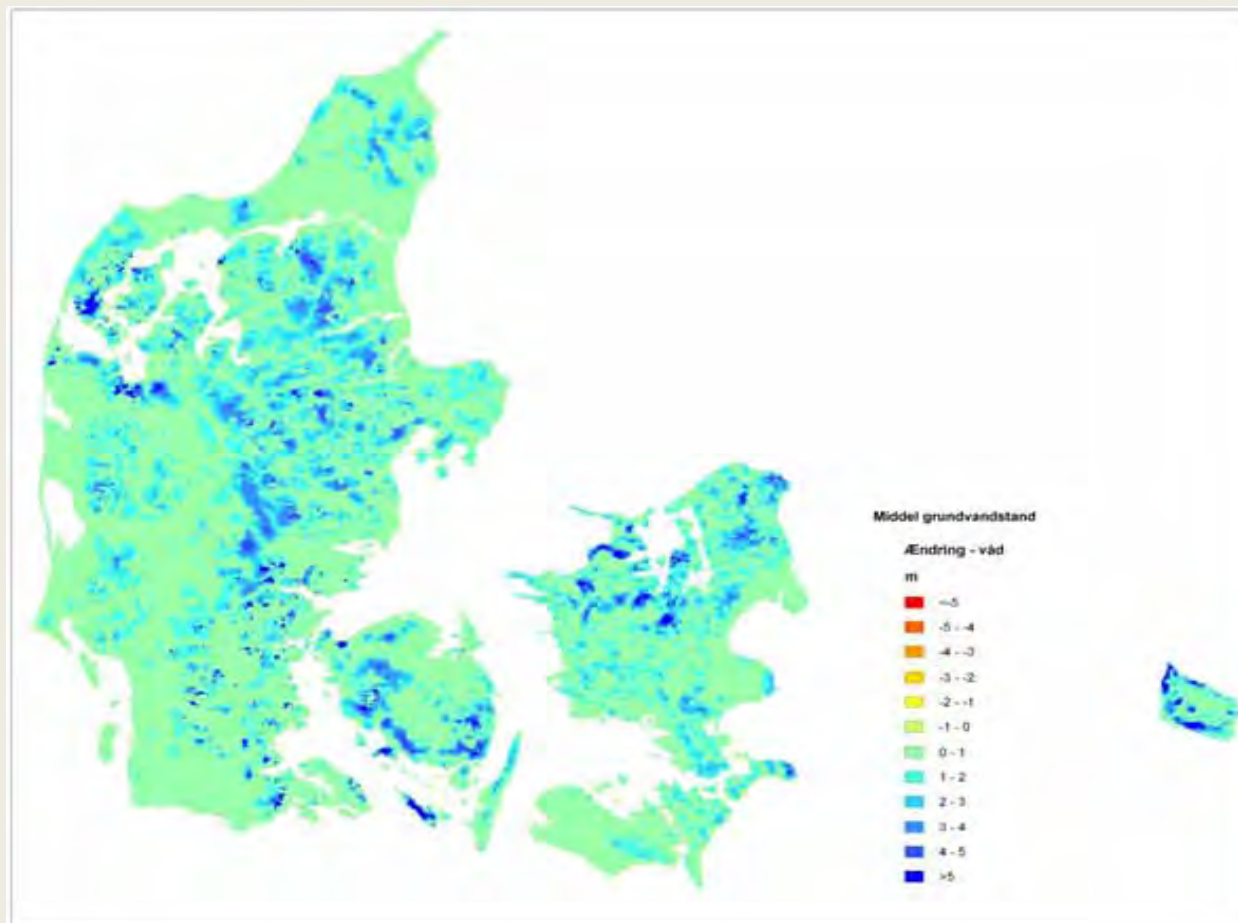 Middel grundvandstand
Ændring - våd
m
<-5
-5 - -4
-4 - -3
-3 - -2
-2 - -1
-1 - 0
0 - 1
1 - 2
2 - 3
3 - 4
4 - 5
>5